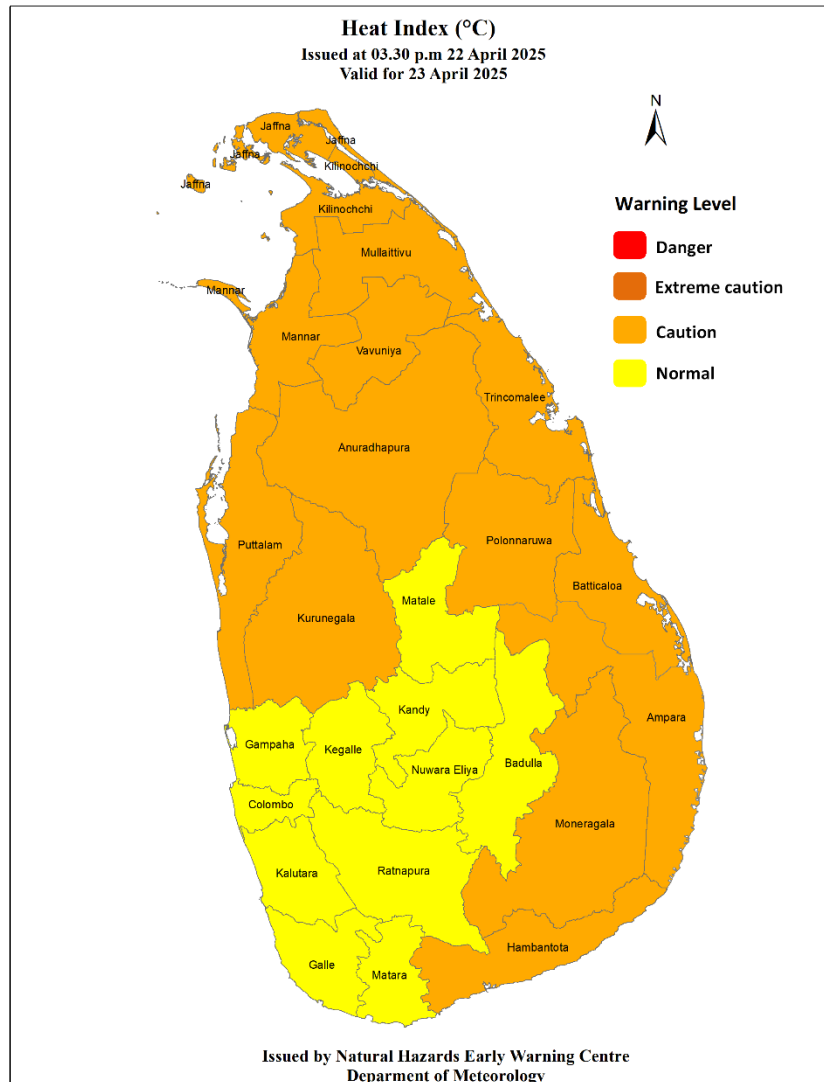 Heat Index (°C)
Issued at 03.30 p.m 22 April 2025
Valid for 23 April 2025
N
Warning Level
Danger
Extreme caution
Caution
Normal
Jaffna
Jaffna
Jaffna
Kilinochchi
Jaffna
Kilinochchi
Mullaittivu
Mannar
Mannar
Vavuniya
Trincomalee
Anuradhapura
Puttalam
Polonnaruwa
Batticaloa
Matale
Kurunegala
Kandy
Ampara
Gampaha
Kegalle
Nuwara Eliya
Badulla
Colombo
Moneragala
Kalutara
Ratnapura
Hambantota
Galle
Matara
Issued by Natural Hazards Early Warning Centre
Deparment of Meteorology